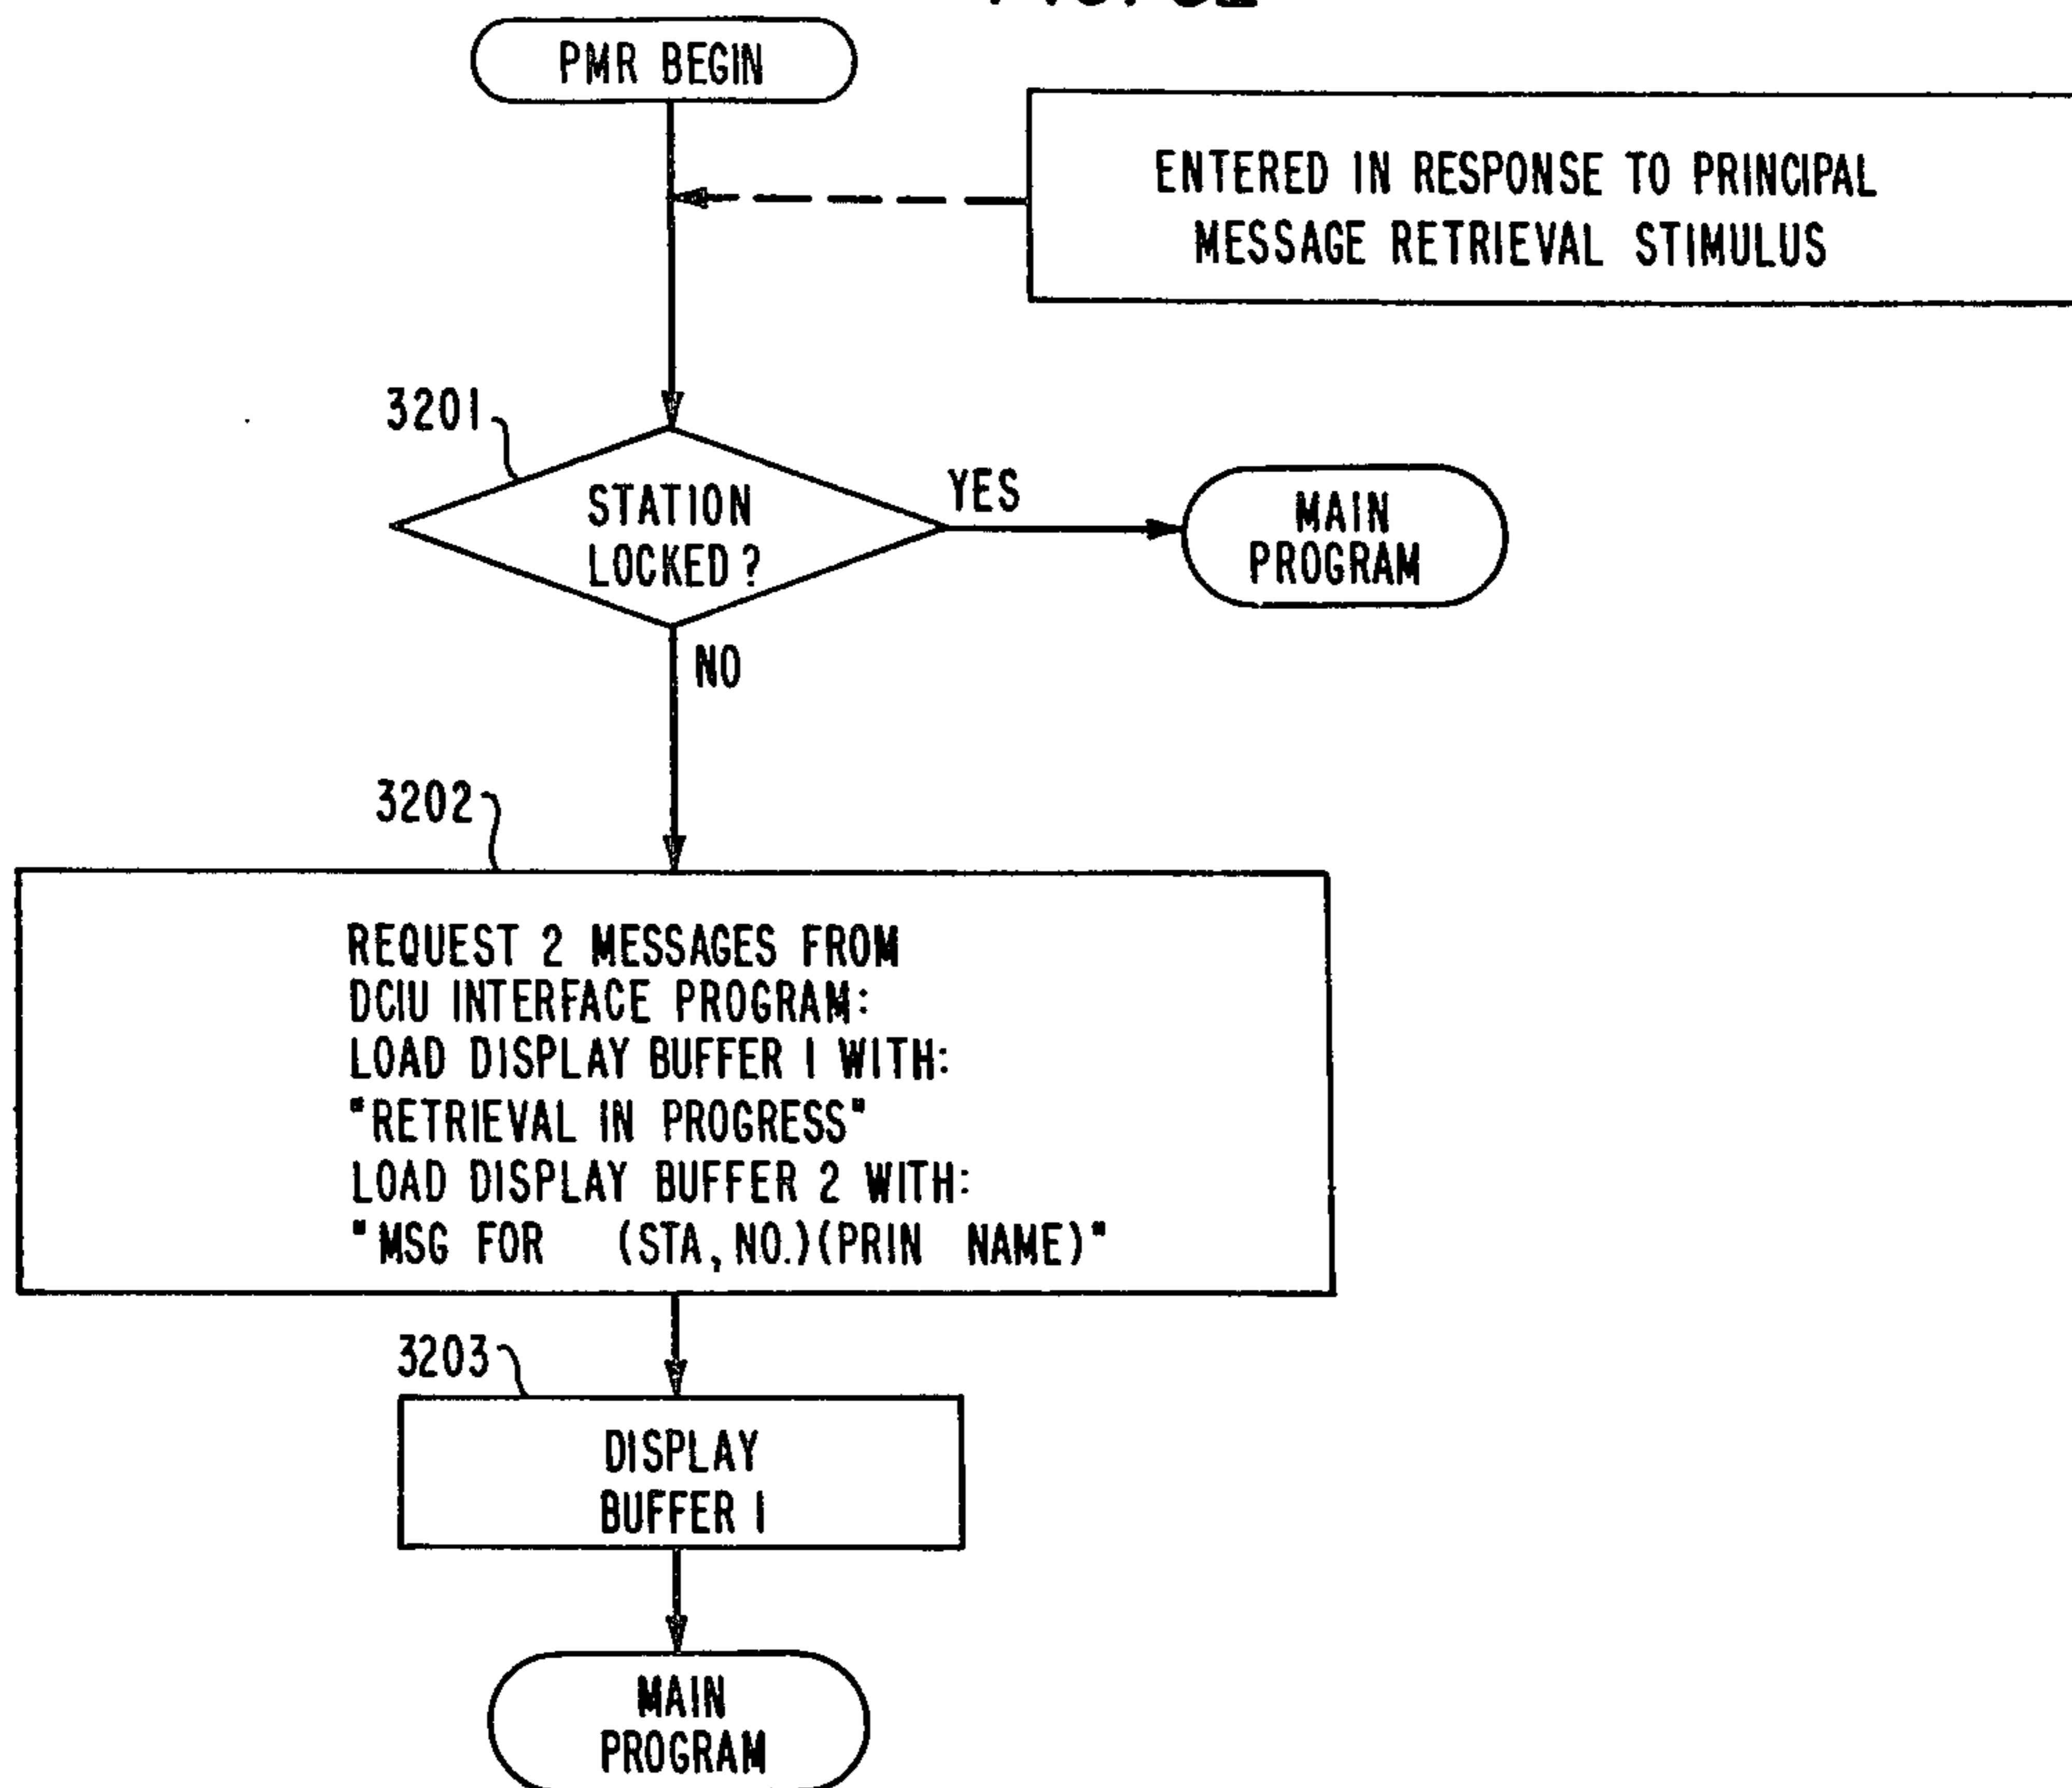 PMR BEGIN
ENTERED IN RESPONSE TO PRINCIPAL
MESSAGE RETRIEVAL STIMULUS
3201
STATION
LOCKED?
YES
MAIN
PROGRAM
NO
3202
REQUEST 2 MESSAGES FROM
DCIU INTERFACE PROGRAM:
LOAD DISPLAY BUFFER 1 WITH:
"RETRIEVAL IN PROGRESS"
LOAD DISPLAY BUFFER 2 WITH:
"MSG FOR (STA, NO.)(PRIN NAME)"
3203
DISPLAY
BUFFER 1
MAIN
PROGRAM